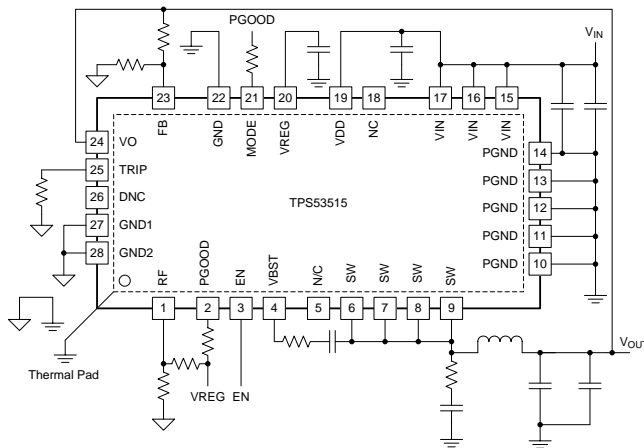 PGOOD
V_IN
23 22 21 20 19 18 17 16 15
FB
GND
MODE
VREG
VDD
NC
VIN
VIN
VIN
24 VO
25 TRIP
26 DNC
27 GND1
28 GND2
TPS53515
PGND 14
PGND 13
PGND 12
PGND 11
PGND 10
RF
PGOOD
EN
VBST
N/C
SW
SW
SW
SW
1 2 3 4 5 6 7 8 9
VREG EN
Thermal Pad
V_OUT